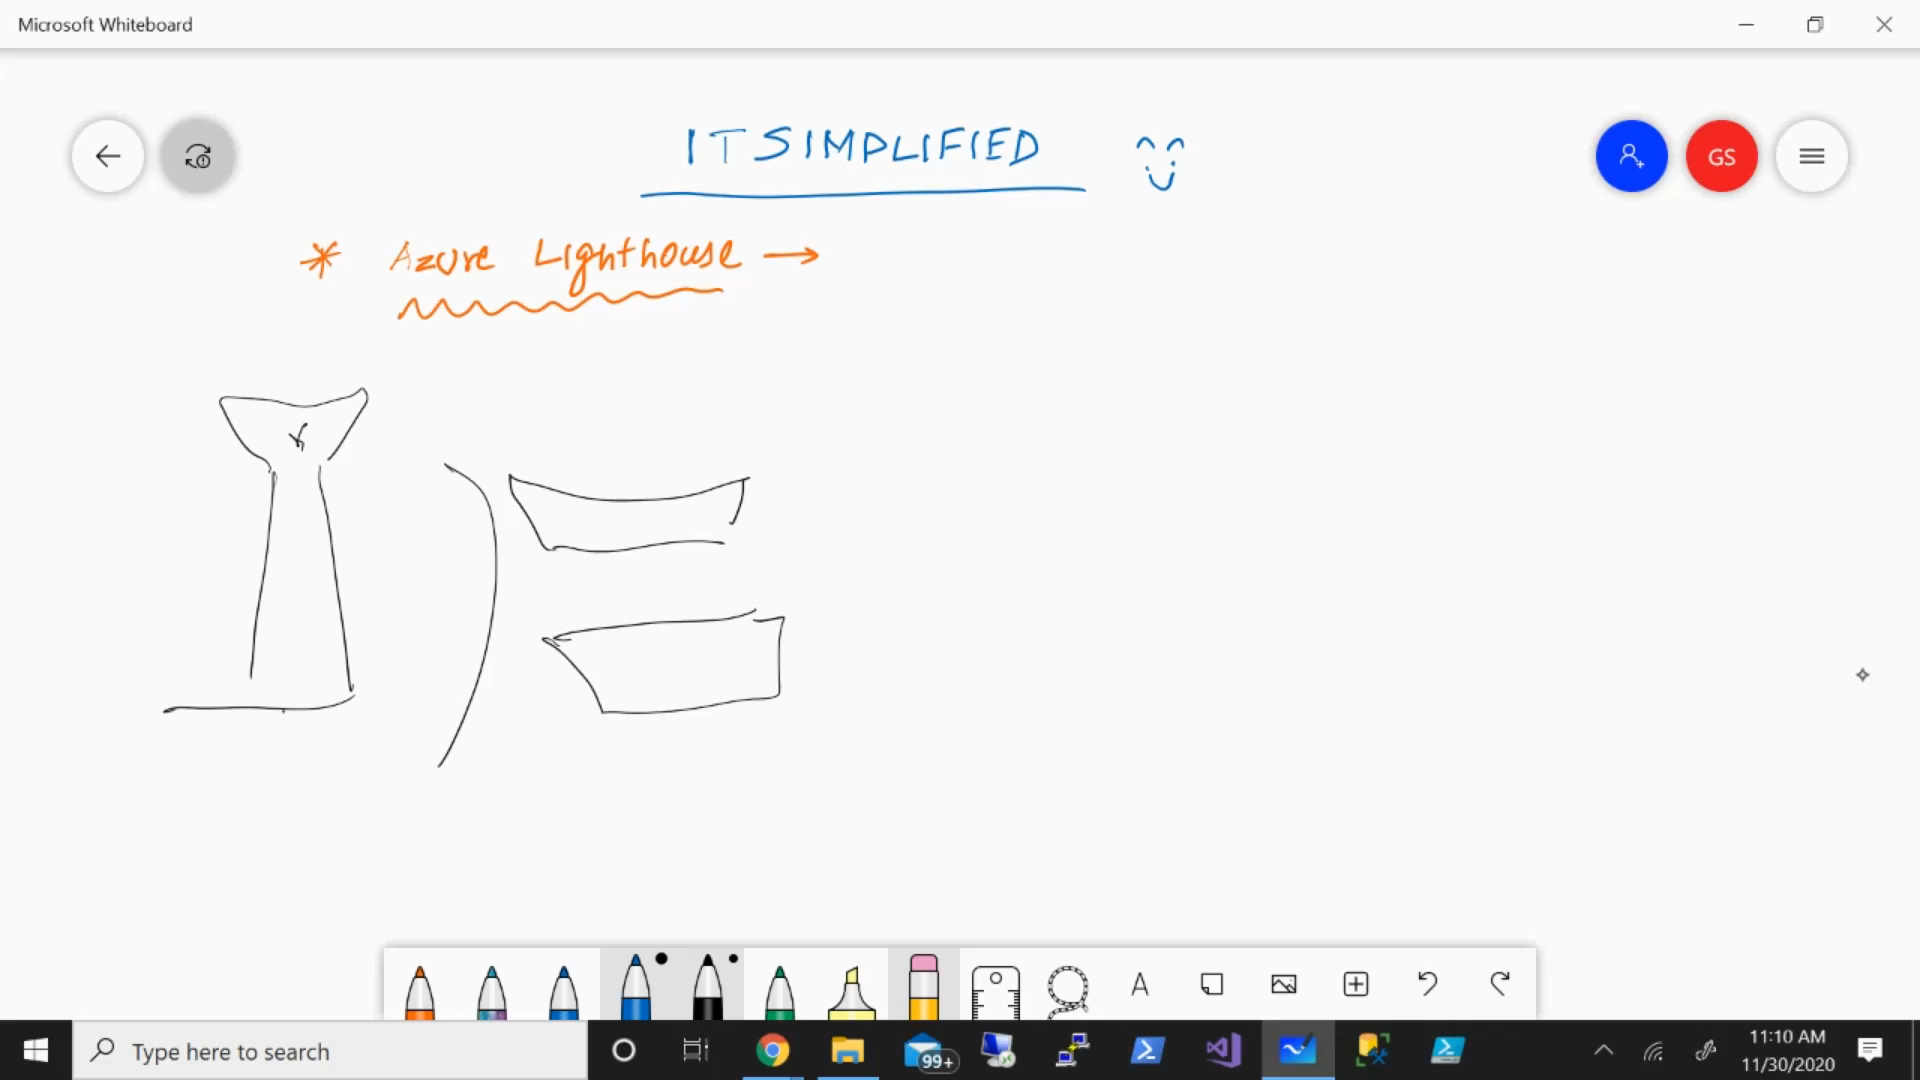 Microsoft Whiteboard
ITSIMPLIFIED
GS
* Azure Lighthouse →
A
Type here to search
99+
11:10 AM
11/30/2020